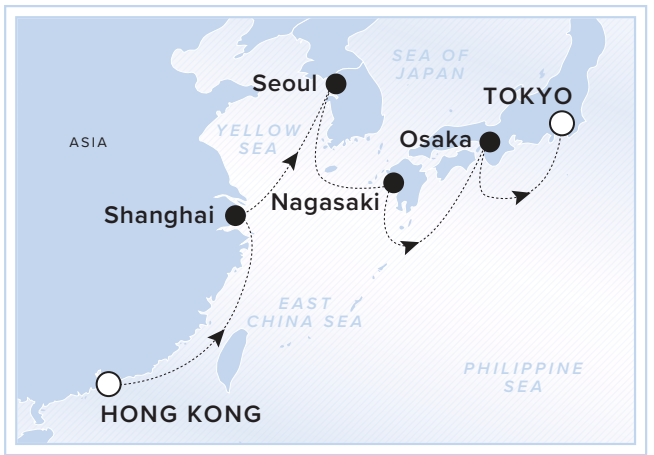 SEA OF
JAPAN
Seoul
TOKYO
YELLOW
SEA
Osaka
ASIA
Nagasaki
Shanghai
EAST
CHINA SEA
PHILIPPINE
SEA
HONG KONG